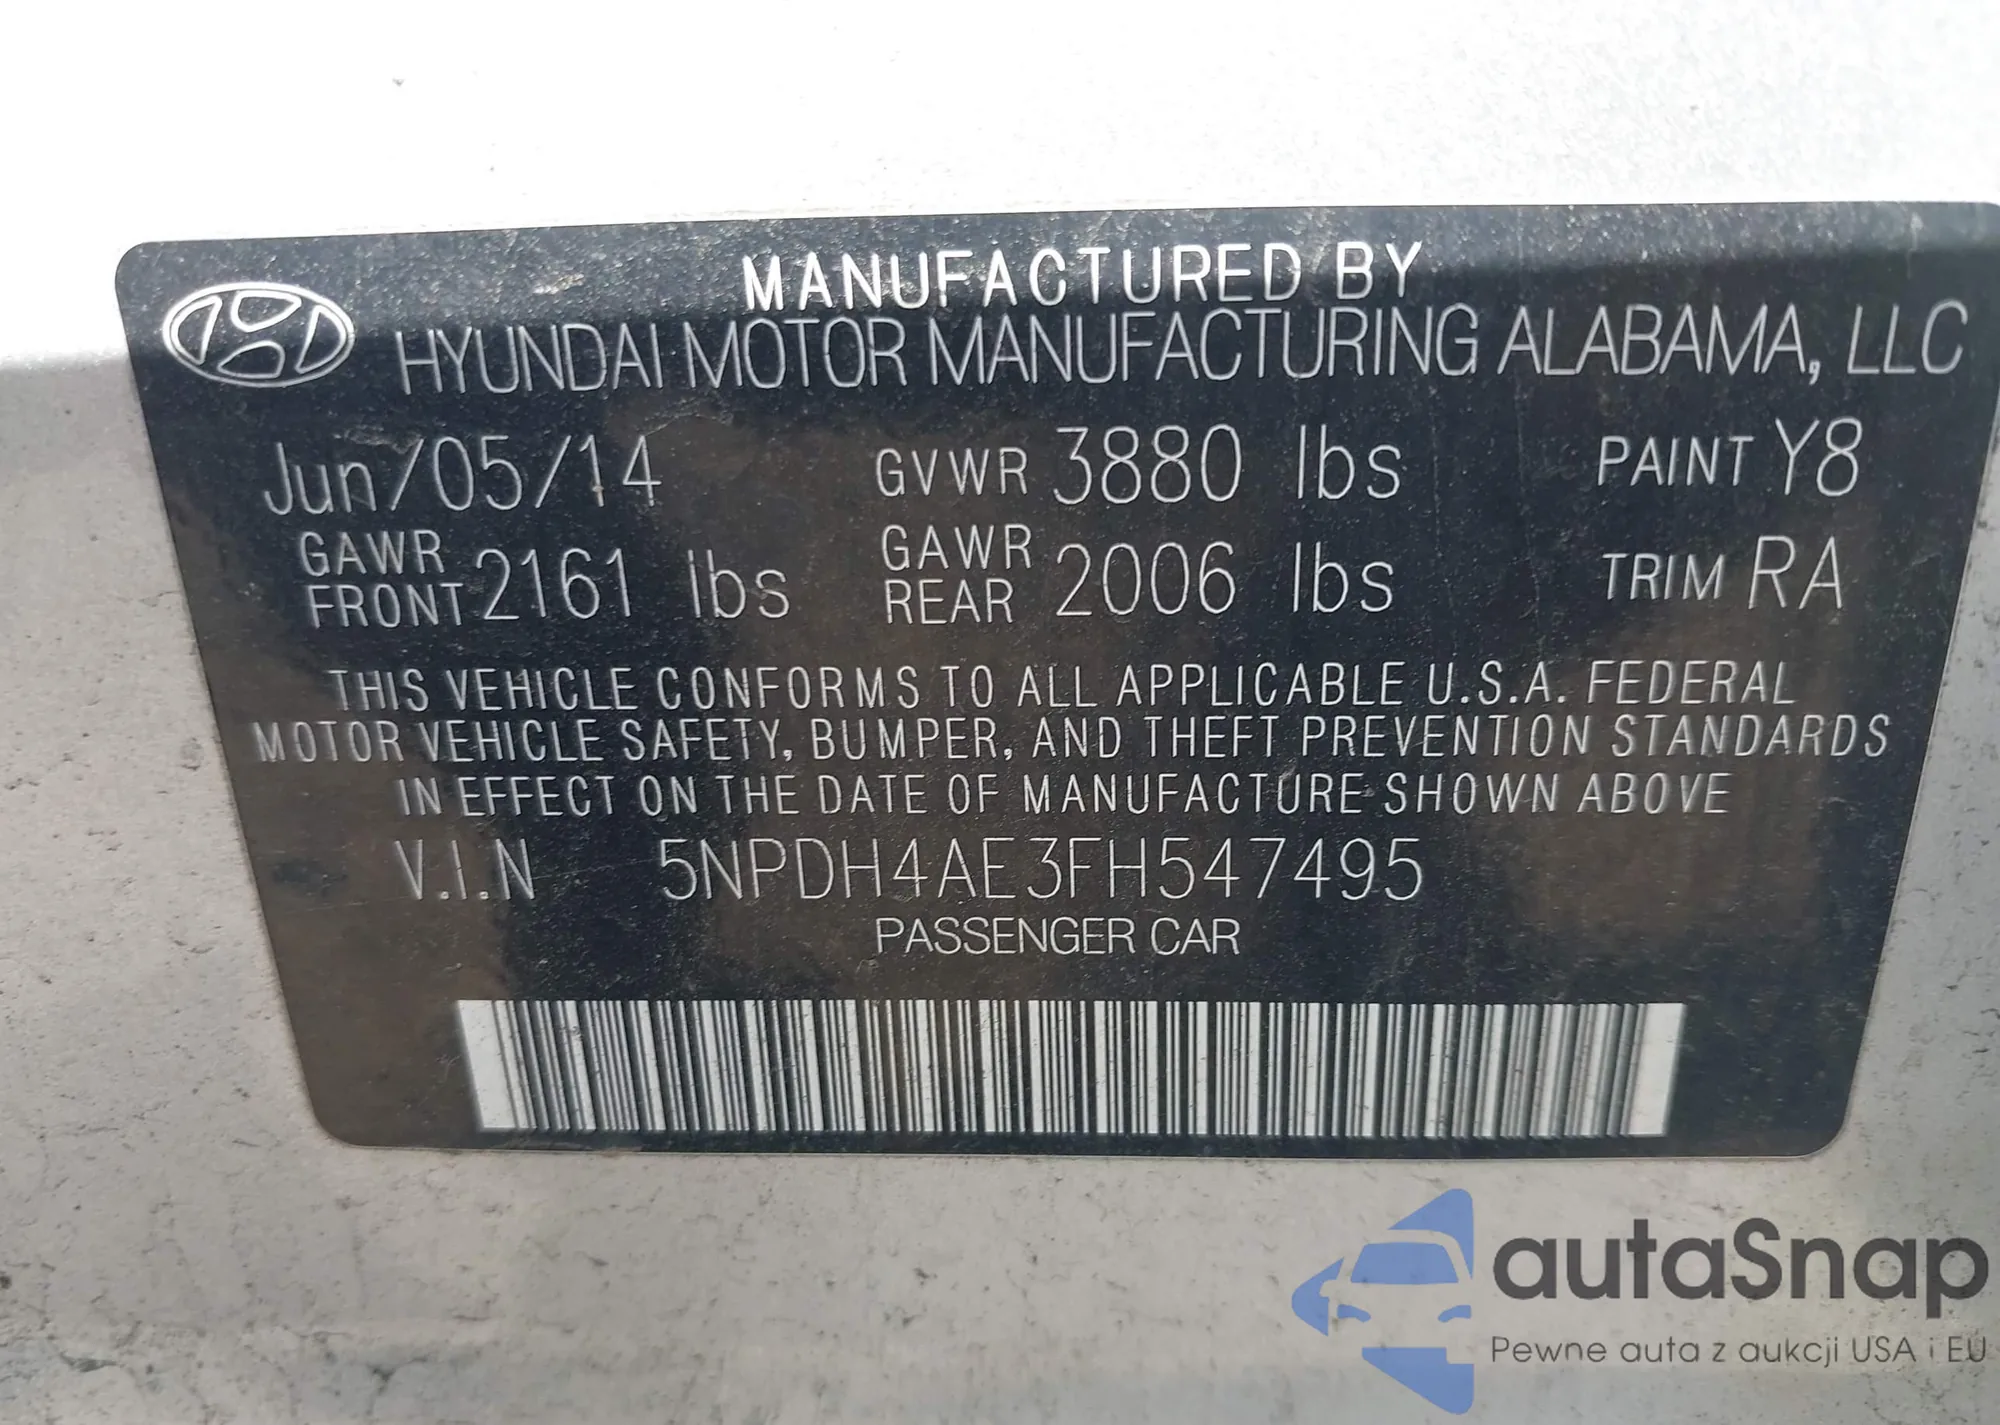 MANUFACTURED BY
HYUNDAI MOTOR MANUFACTURING ALABAMA, LLC
Jun/05/14 GVWR 3880 lbs PAINT Y8
GAWR FRONT 2161 lbs GAWR REAR 2006 lbs TRIM RA
THIS VEHICLE CONFORMS TO ALL APPLICABLE U.S.A. FEDERAL
MOTOR VEHICLE SAFETY, BUMPER, AND THEFT PREVENTION STANDARDS
IN EFFECT ON THE DATE OF MANUFACTURE SHOWN ABOVE
V.I.N 5NPDH4AE3FH547495
PASSENGER CAR
autaSnap
Pewne auta z aukcji USA i EU